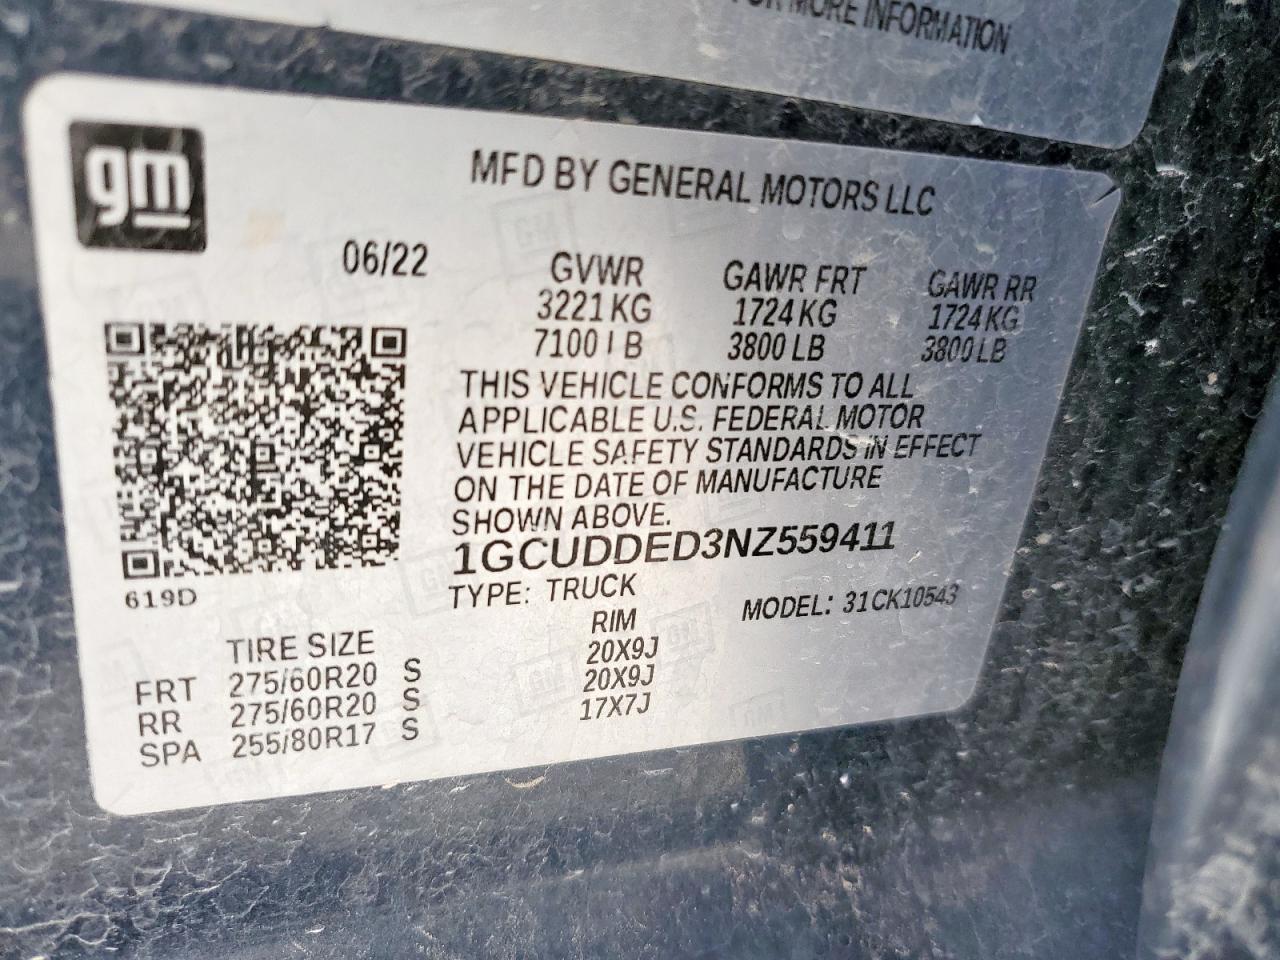 FOR MORE INFORMATION
gm
MFD BY GENERAL MOTORS LLC
06/22
GVWR GAWR FRT GAWR RR
3221 KG 1724 KG 1724 KG
7100 LB 3800 LB 3800 LB
THIS VEHICLE CONFORMS TO ALL
APPLICABLE U.S. FEDERAL MOTOR
VEHICLE SAFETY STANDARDS IN EFFECT
ON THE DATE OF MANUFACTURE
SHOWN ABOVE.
1GCUDDED3NZ559411
TYPE: TRUCK MODEL: 31CK10543
619D
TIRE SIZE RIM
FRT 275/60R20 S 20X9J
RR 275/60R20 S 20X9J
SPA 255/80R17 S 17X7J